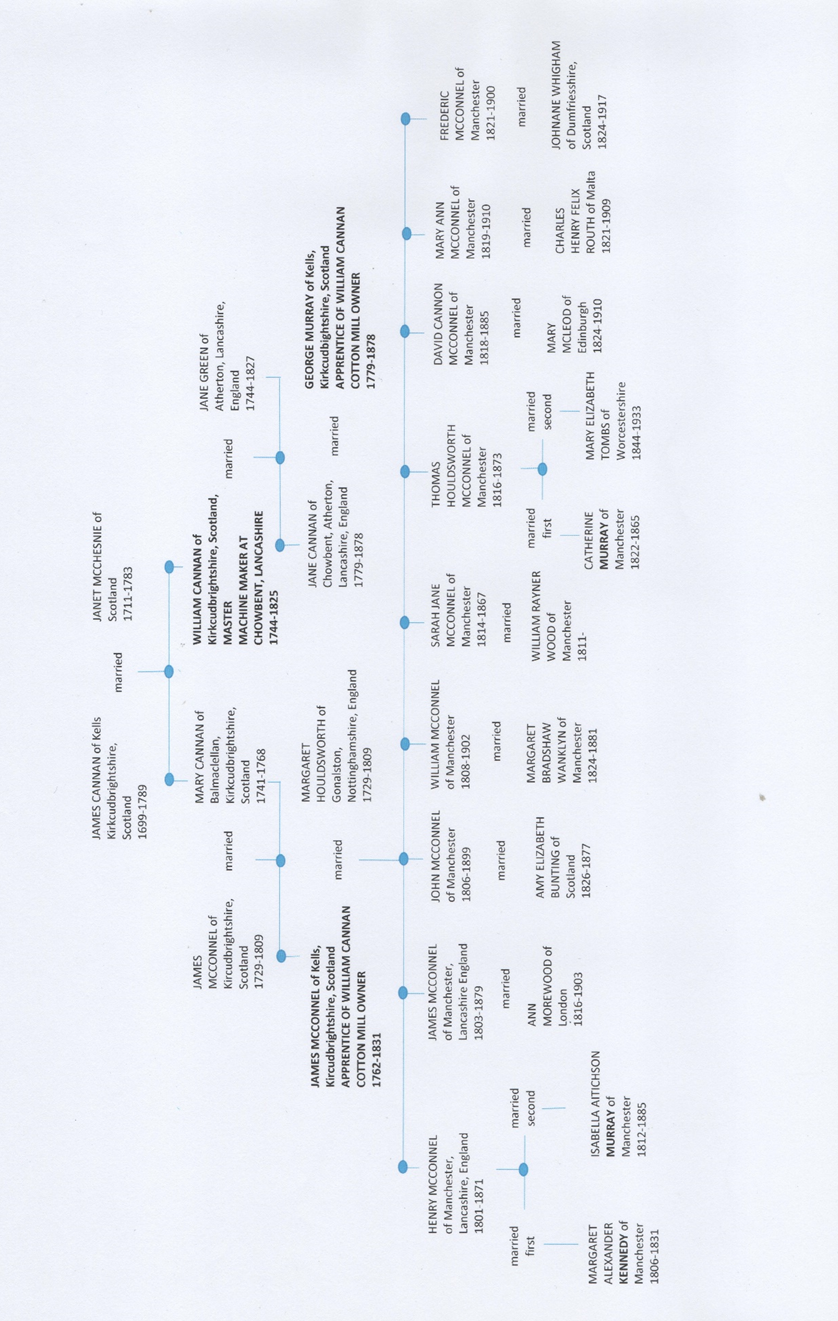 JAMES CANNAN of Kells
Kirkcudbrightshire,
Scotland
1699-1789
married
JANET MCCHESNIE of
Scotland
1711-1783
JAMES
MCCONNEL of
Kircudbrightshire,
Scotland
1729-1809
married
MARY CANNAN of
Balmaclellan,
Kirkcudbrightshire,
Scotland
1741-1768
WILLIAM CANNAN of
Kirkcudbrightshire, Scotland,
MASTER
MACHINE MAKER AT
CHOWBENT, LANCASHIRE
1744-1825
married
JANE GREEN of
Atherton, Lancashire,
England
1744-1827
JAMES MCCONNEL of Kells,
Kircudbrightshire, Scotland
APPRENTICE OF WILLIAM CANNAN
COTTON MILL OWNER
1762-1831
married
MARGARET
HOULDSWORTH of
Gonalston,
Nottinghamshire, England
1729-1809
JANE CANNAN of
Chowbent, Atherton,
Lancashire, England
1779-1878
married
GEORGE MURRAY of Kells,
Kirkcudbightshire, Scotland
APPRENTICE OF WILLIAM CANNAN
COTTON MILL OWNER
1779-1878
HENRY MCCONNEL
of Manchester,
Lancashire, England
1801-1871
married
first
MARGARET
ALEXANDER
KENNEDY of
Manchester
1806-1831
married
second
ISABELLA AITICHSON
MURRAY of
Manchester
1812-1885
JAMES MCCONNEL
of Manchester,
Lancashire England
1803-1879
married
ANN
MOREWOOD of
London
1816-1903
JOHN MCCONNEL
of Manchester
1806-1899
married
AMY ELIZABETH
BUNTING of
Scotland
1826-1877
WILLIAM MCCONNEL
of Manchester
1808-1902
married
MARGARET
BRADSHAW
WANKLYN of
Manchester
1824-1881
SARAH JANE
MCCONNEL of
Manchester
1814-1867
married
WILLIAM RAYNER
WOOD of
Manchester
1811-
THOMAS
HOULDSWORTH
MCCONNEL of
Manchester
1816-1873
married
first
CATHERINE
MURRAY of
Manchester
1822-1865
married
second
MARY ELIZABETH
TOMBS of
Worcestershire
1844-1933
DAVID CANNON
MCCONNEL of
Manchester
1818-1885
married
MARY
MCLEOD of
Edinburgh
1824-1910
MARY ANN
MCCONNEL of
Manchester
1819-1910
married
CHARLES
HENRY FELIX
ROUTH of Malta
1821-1909
FREDERIC
MCCONNEL of
Manchester
1821-1900
married
JOHNANE WHIGHAM
of Dumfriesshire,
Scotland
1824-1917